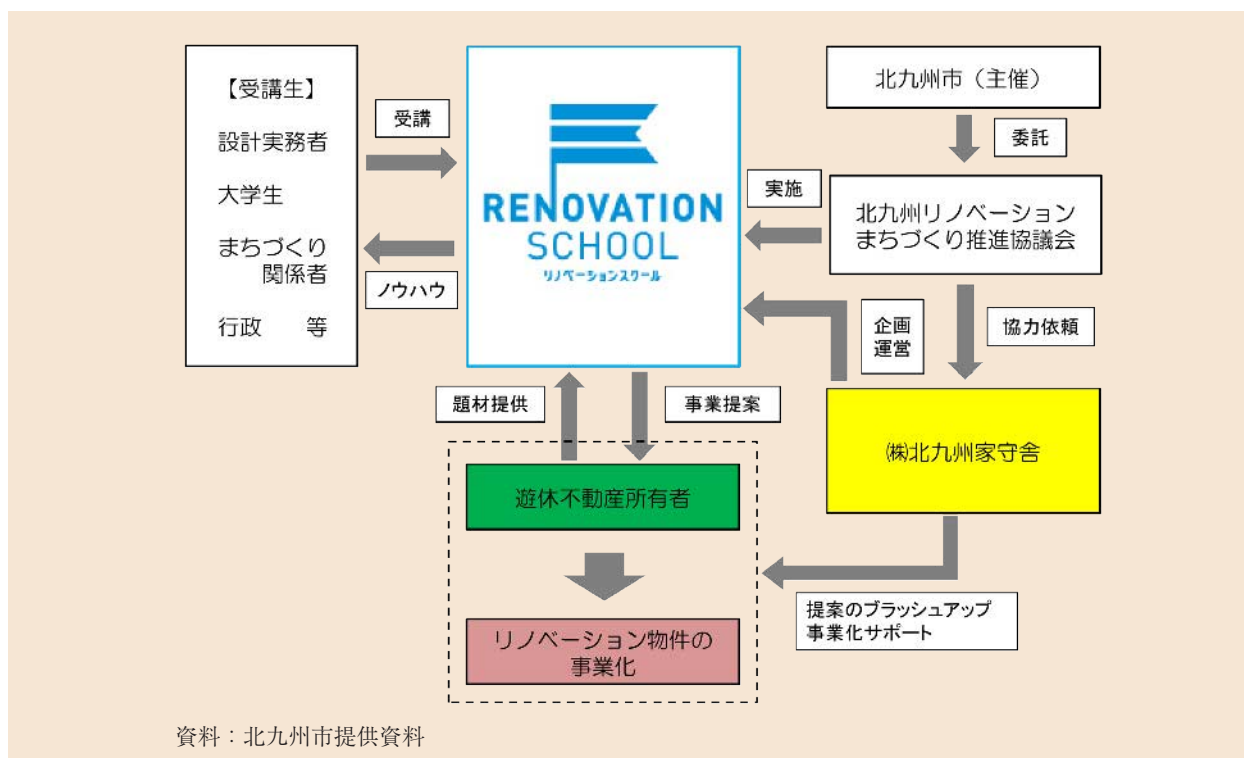 【受講生】
設計実務者
大学生
まちづくり
関係者
行政 等
受講
ノウハウ
RENOVATION
SCHOOL
リノベーションスクール
北九州市（主催）
委託
実施
北九州リノベーション
まちづくり推進協議会
企画
運営
協力依頼
題材提供
事業提案
㈱北九州家守舎
遊休不動産所有者
リノベーション物件の
事業化
提案のブラッシュアップ
事業化サポート
資料：北九州市提供資料